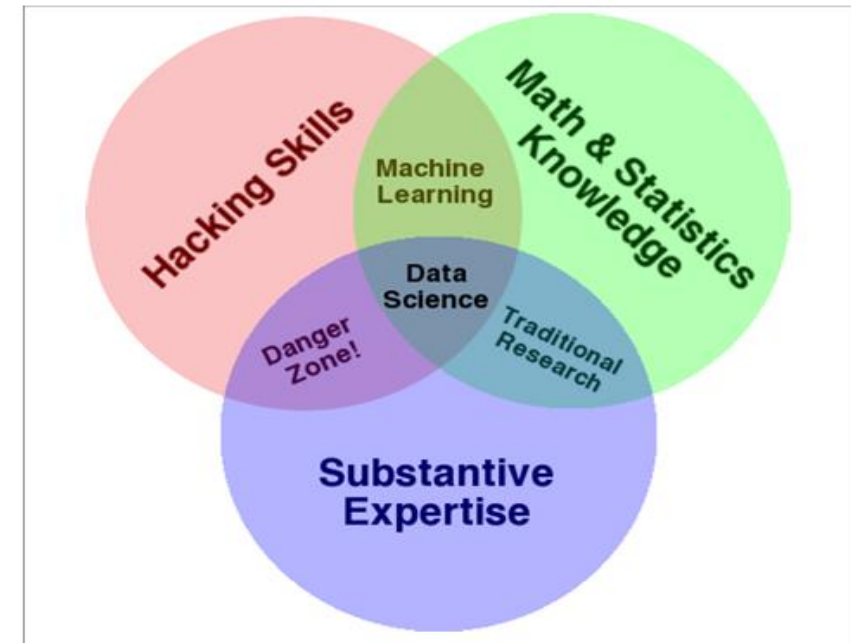 Hacking Skills
Math & Statistics
Knowledge
Machine
Learning
Data
Science
Danger
Zone!
Traditional
Research
Substantive
Expertise